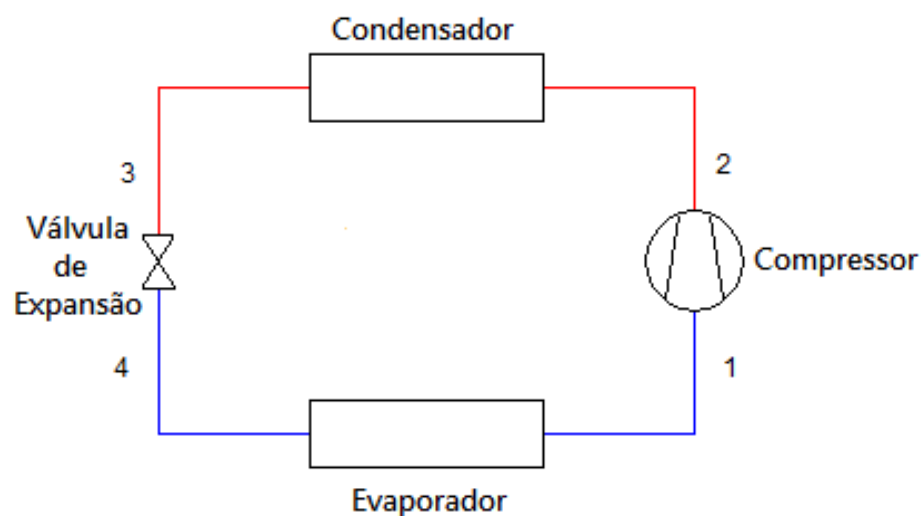 Condensador
3
2
Válvula
de
Expansão
Compressor
4
1
Evaporador